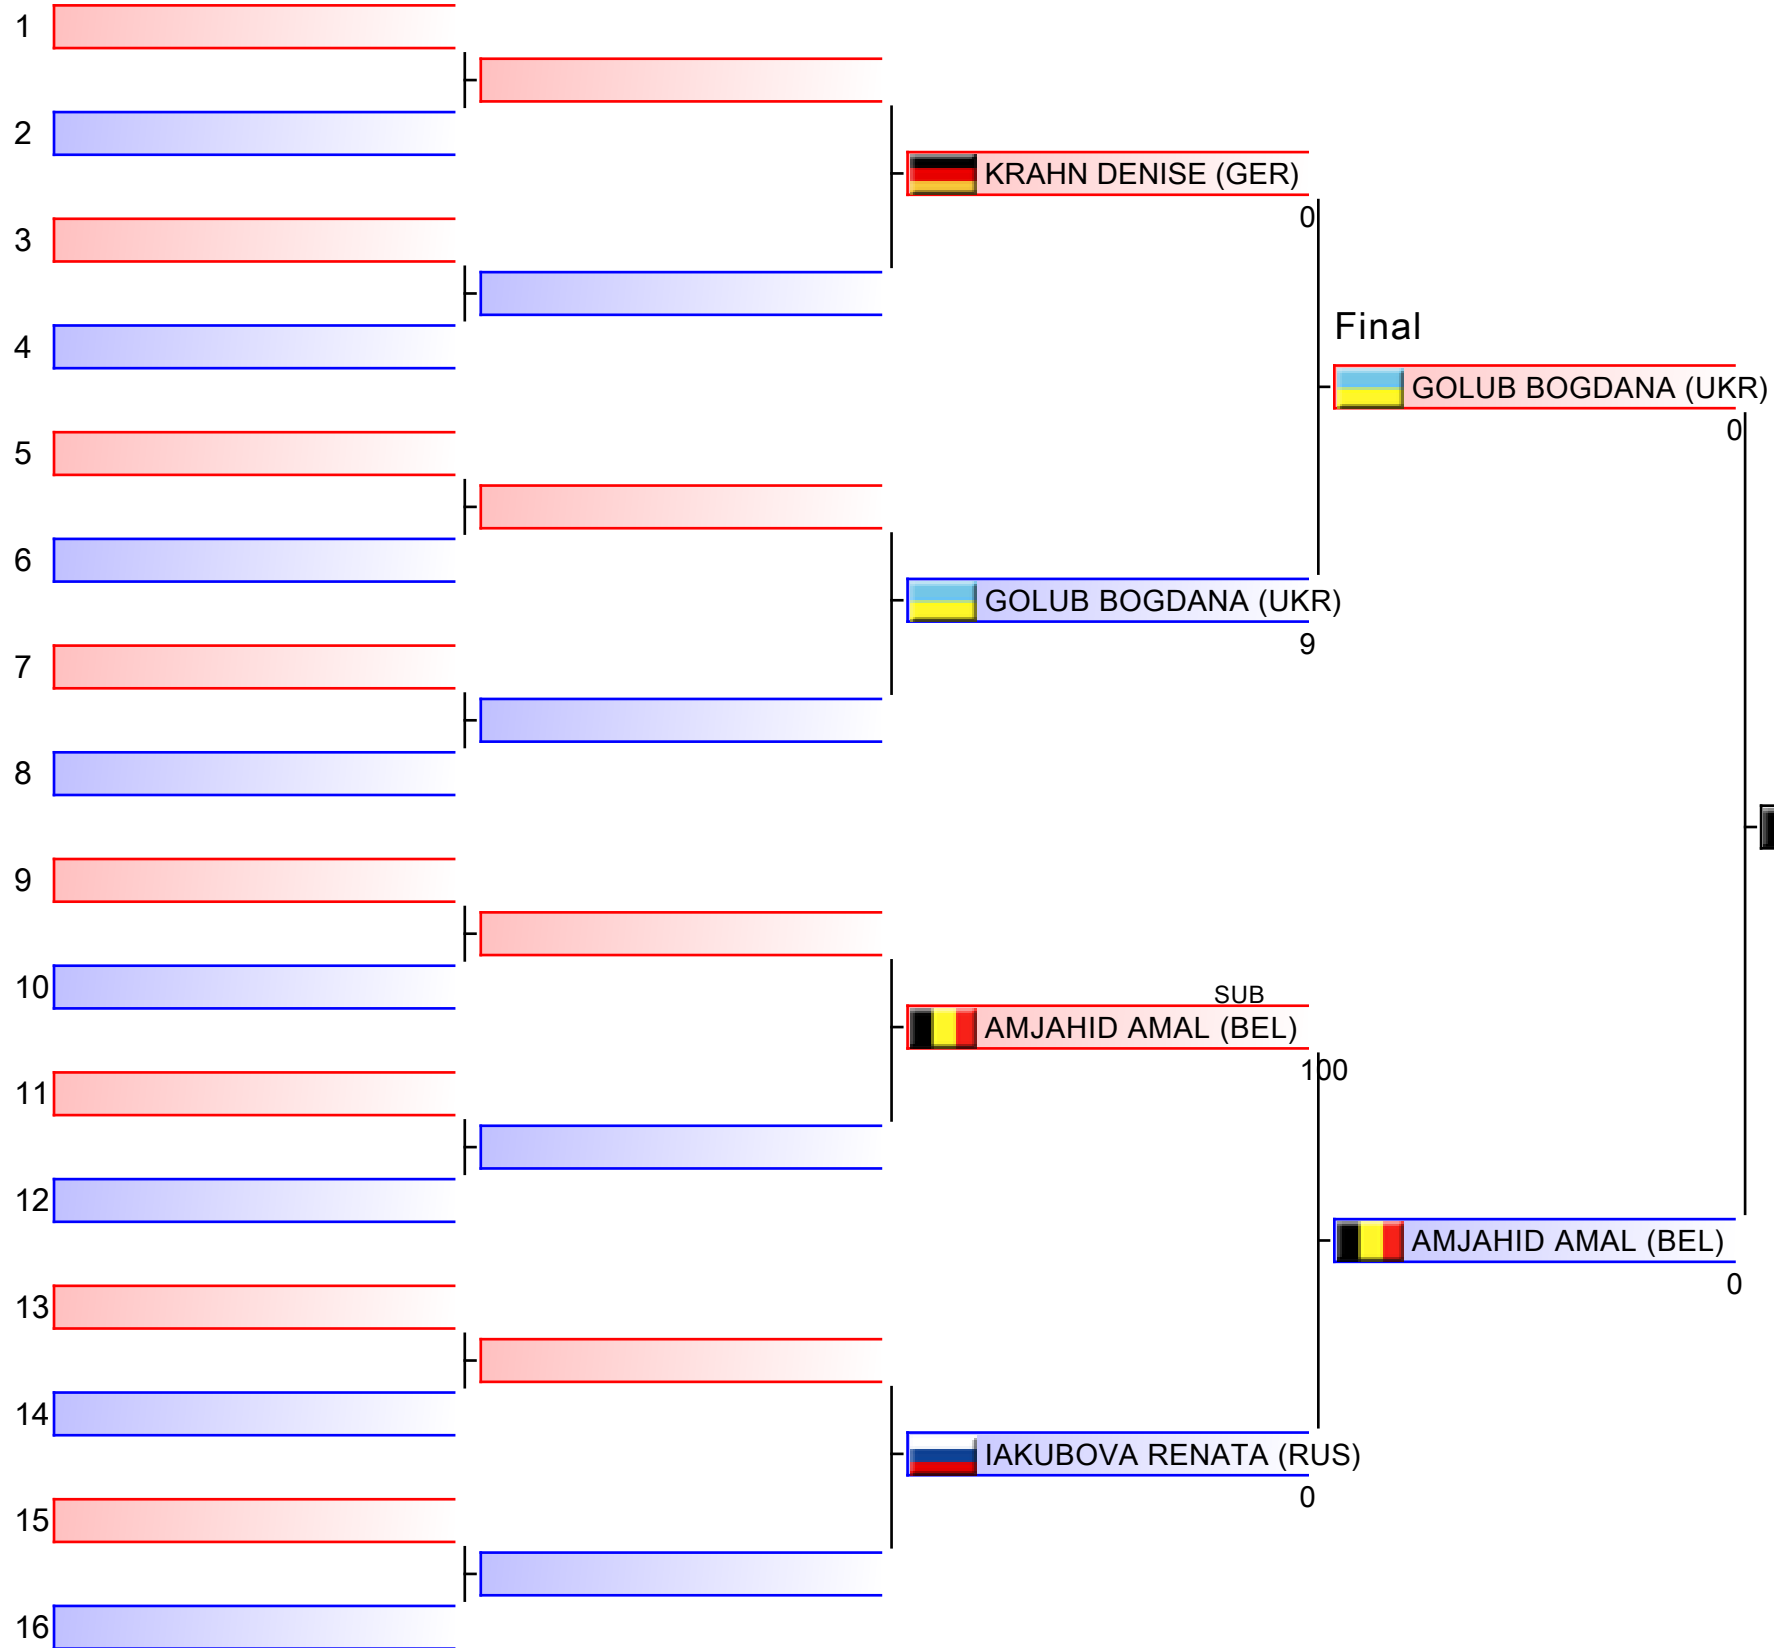 1
2
KRAHN DENISE (GER)
0
3
Final
4
GOLUB BOGDANA (UKR)
0
5
6
GOLUB BOGDANA (UKR)
9
7
8
9
10
SUB
AMJAHID AMAL (BEL)
100
11
12
AMJAHID AMAL (BEL)
0
13
14
IAKUBOVA RENATA (RUS)
0
15
16